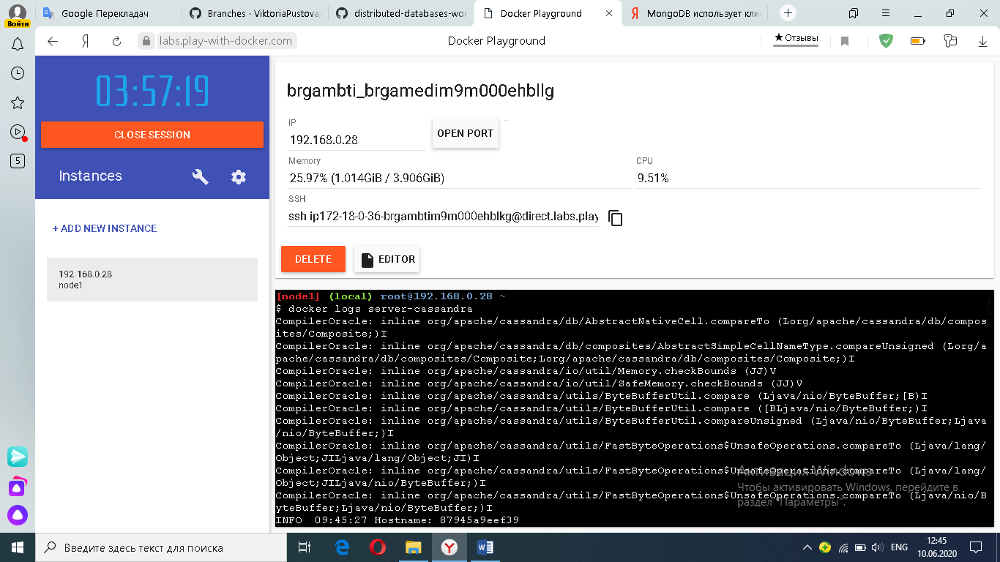 Google Перекладач
Branches · ViktoriaPustova
distributed-databases-wor
Docker Playground
MongoDB использует кли
Войти
labs.play-with-docker.com
Docker Playground
★ Отзывы
03:57:19
CLOSE SESSION
Instances
+ ADD NEW INSTANCE
192.168.0.28
node1
5
brgambti_brgamedim9m000ehbllg
IP
192.168.0.28
OPEN PORT
Memory
25.97% (1.014GiB / 3.906GiB)
CPU
9.51%
SSH
ssh ip172-18-0-36-brgambtim9m000ehblkg@direct.labs.play
DELETE
EDITOR
[node1] (local) root@192.168.0.28 ~
$ docker logs server-cassandra
CompilerOracle: inline org/apache/cassandra/db/AbstractNativeCell.compareTo (Lorg/apache/cassandra/db/compos
ites/Composite;)I
CompilerOracle: inline org/apache/cassandra/db/composites/AbstractSimpleCellNameType.compareUnsigned (Lorg/a
pache/cassandra/db/composites/Composite;Lorg/apache/cassandra/db/composites/Composite;)I
CompilerOracle: inline org/apache/cassandra/io/util/Memory.checkBounds (JJ)V
CompilerOracle: inline org/apache/cassandra/io/util/SafeMemory.checkBounds (JJ)V
CompilerOracle: inline org/apache/cassandra/utils/ByteBufferUtil.compare (Ljava/nio/ByteBuffer;[B)I
CompilerOracle: inline org/apache/cassandra/utils/ByteBufferUtil.compare ([BLjava/nio/ByteBuffer;)I
CompilerOracle: inline org/apache/cassandra/utils/ByteBufferUtil.compareUnsigned (Ljava/nio/ByteBuffer;Ljava
/nio/ByteBuffer;)I
CompilerOracle: inline org/apache/cassandra/utils/FastByteOperations$UnsafeOperations.compareTo (Ljava/lang/
Object;JILjava/lang/Object;JI)I
CompilerOracle: inline org/apache/cassandra/utils/FastByteOperations$UnsafeOperations.compareTo (Ljava/lang/
Object;JILjava/nio/ByteBuffer;)I
CompilerOracle: inline org/apache/cassandra/utils/FastByteOperations$UnsafeOperations.compareTo (Ljava/nio/B
yteBuffer;Ljava/nio/ByteBuffer;)I
INFO  09:45:27 Hostname: 87945a9eef39
Активация Windows
Чтобы активировать Windows, перейдите в
раздел "Параметры".
Введите здесь текст для поиска
ENG
12:45
10.06.2020